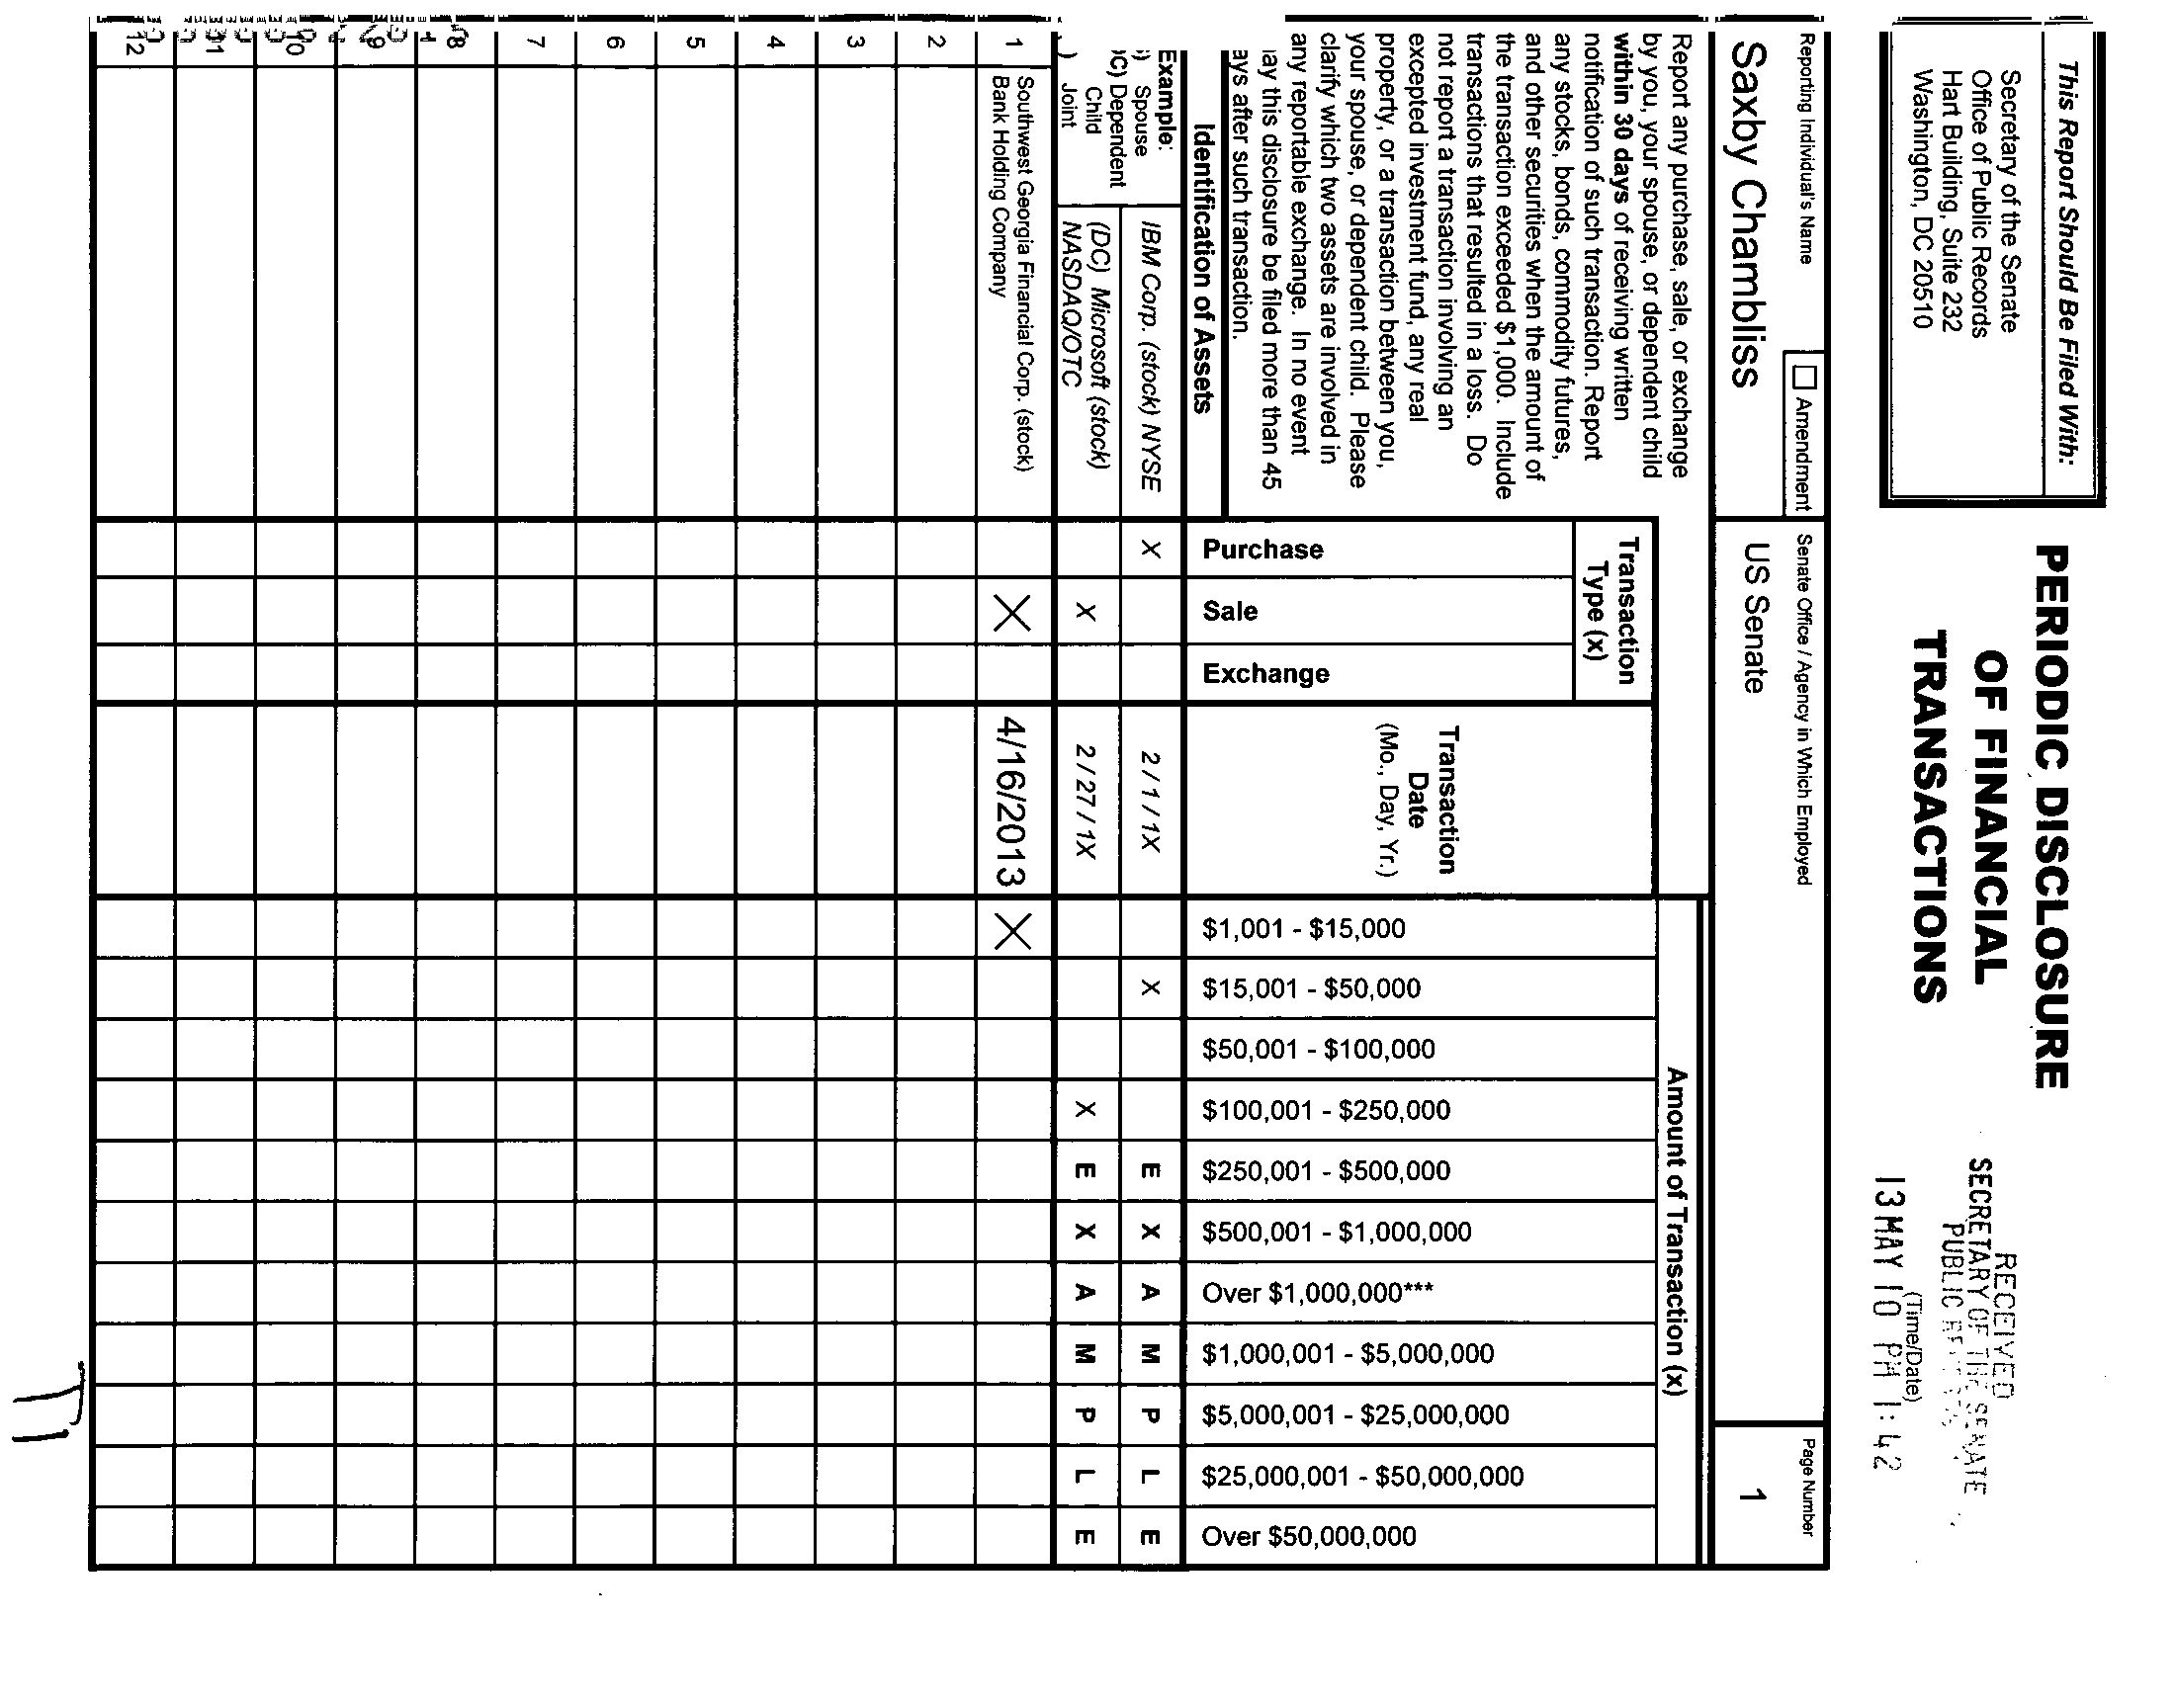 This Report Should Be Filed With:
Secretary of the Senate
Office of Public Records
Hart Building, Suite 232
Washington, DC 20510
PERIODIC DISCLOSURE
OF FINANCIAL
TRANSACTIONS
RECEIVED
SECRETARY OF THE SENATE
PUBLIC
(Time/Date)
13 MAY 10 PM 1:42
Reporting Individual's Name
Amendment
Senate Office / Agency in Which Employed
Page Number
Saxby Chambliss
US Senate
1
Report any purchase, sale, or exchange
by you, your spouse, or dependent child
within 30 days of receiving written
notification of such transaction. Report
any stocks, bonds, commodity futures,
and other securities when the amount of
the transaction exceeded $1,000. Include
transactions that resulted in a loss. Do
not report a transaction involving an
excepted investment fund, any real
property, or a transaction between you,
your spouse, or dependent child. Please
clarify which two assets are involved in
any reportable exchange. In no event
lay this disclosure be filed more than 45
ays after such transaction.
Identification of Assets
Transaction
Type (x)
Purchase
Sale
Exchange
Transaction
Date
(Mo., Day, Yr.)
Amount of Transaction (x)
$1,001 - $15,000
$15,001 - $50,000
$50,001 - $100,000
$100,001 - $250,000
$250,001 - $500,000
$500,001 - $1,000,000
Over $1,000,000***
$1,000,001 - $5,000,000
$5,000,001 - $25,000,000
$25,000,001 - $50,000,000
Over $50,000,000
Example:
) Spouse
)C) Dependent
Child
) Joint
IBM Corp. (stock) NYSE X 2 / 1 / 1X X E X A M P L E
(DC) Microsoft (stock)
NASDAQ/OTC X 2 / 27 / 1X X E X A M P L E
1 Southwest Georgia Financial Corp. (stock)
Bank Holding Company X 4/16/2013 X
2
3
4
5
6
7
8
9
10
11
12